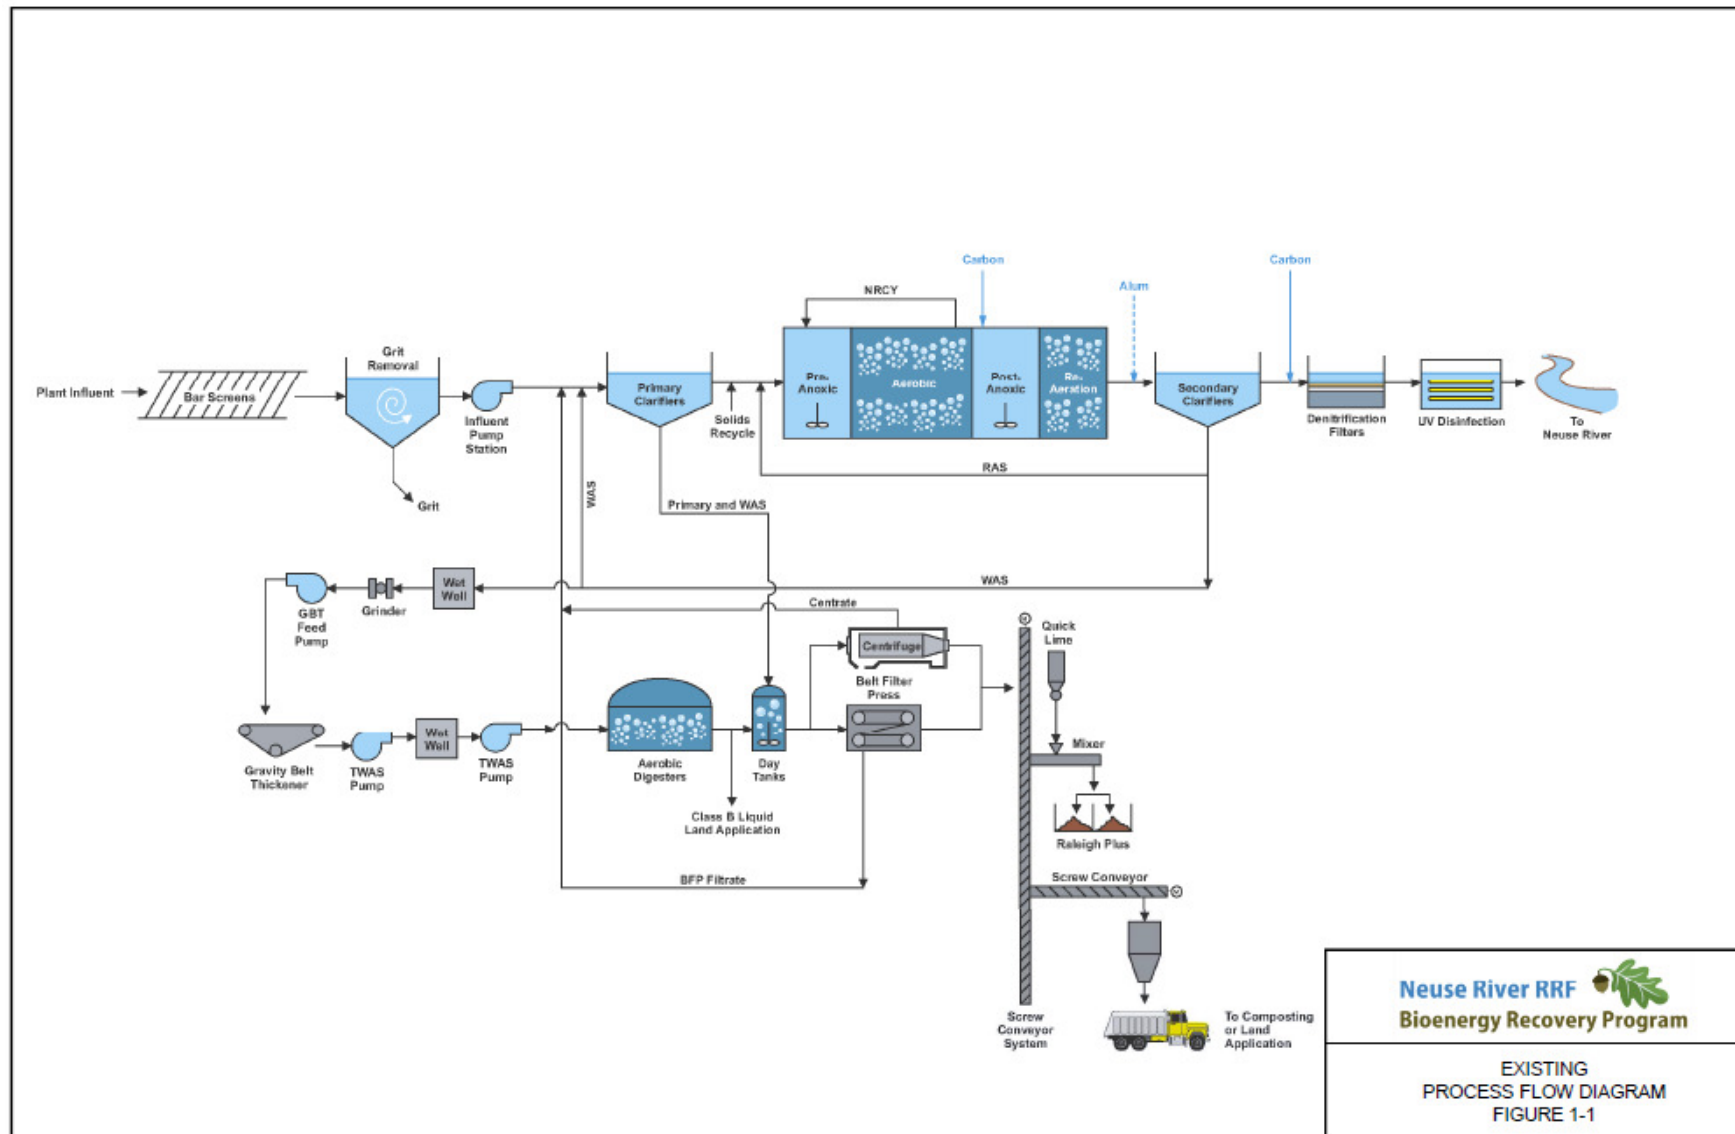 Carbon
Carbon
NRCY
Alum
Grit
Removal
Plant Influent
Bar Screens
Influent
Pump
Station
Grit
Primary
Clarifiers
Solids
Recycle
Pre-
Anoxic
Aerobic
Post-
Anoxic
Re-
Aeration
Secondary
Clarifiers
Denitrification
Filters
UV Disinfection
To
Neuse River
RAS
WAS
Primary and WAS
WAS
Wet
Well
Grinder
GBT
Feed
Pump
Centrate
Centrifuge
Belt Filter
Press
Quick
Lime
Mixer
Raleigh Plus
Gravity Belt
Thickener
TWAS
Pump
Wet
Well
TWAS
Pump
Aerobic
Digesters
Day
Tanks
Class B Liquid
Land Application
BFP Filtrate
Screw Conveyor
Screw
Conveyor
System
To Composting
or Land
Application
Neuse River RRF
Bioenergy Recovery Program
EXISTING
PROCESS FLOW DIAGRAM
FIGURE 1-1